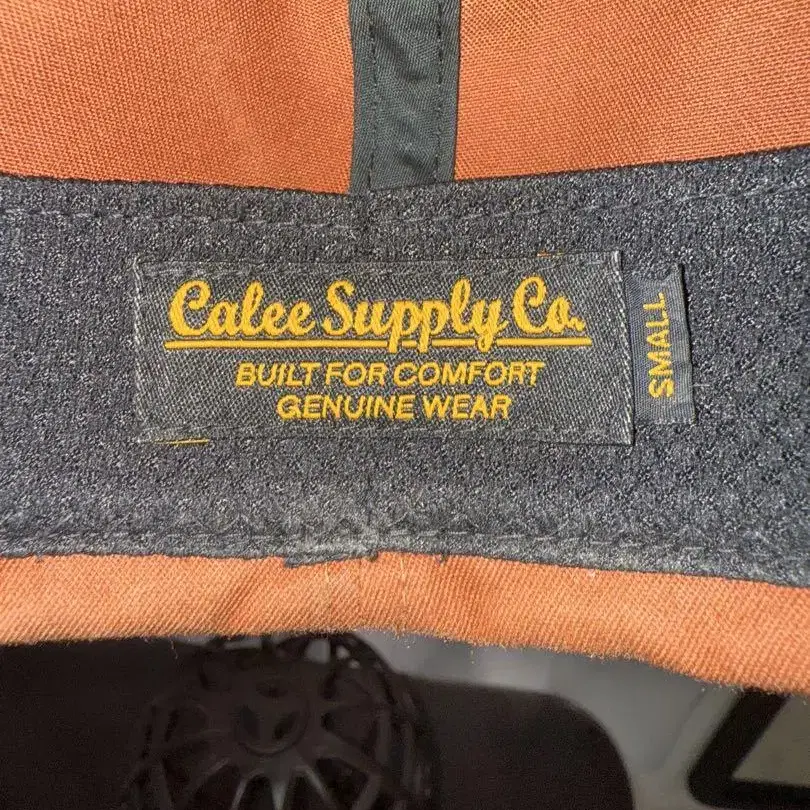 Calee Supply Co.
BUILT FOR COMFORT
GENUINE WEAR
SMALL